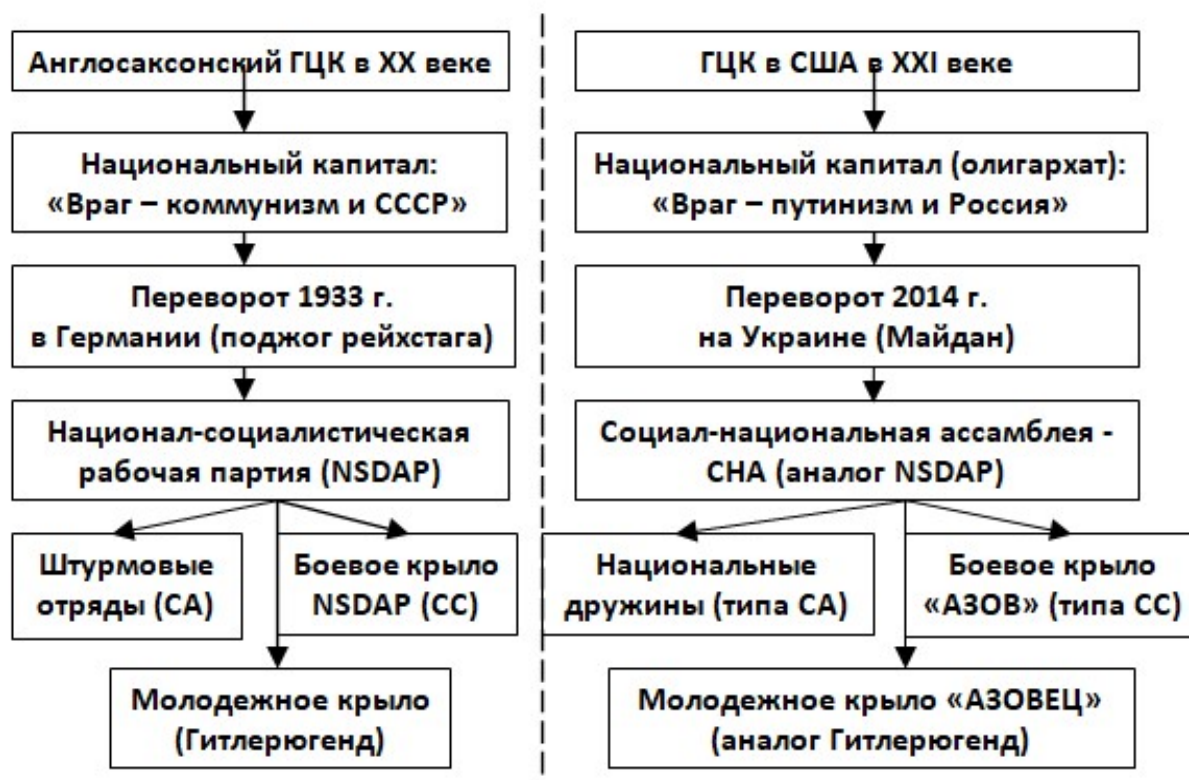 Англосаксонский ГЦК в XX веке
Национальный капитал:
«Враг – коммунизм и СССР»
Переворот 1933 г.
в Германии (поджог рейхстага)
Национал-социалистическая
рабочая партия (NSDAP)
Штурмовые
отряды (СА)
Боевое крыло
NSDAP (СС)
Молодежное крыло
(Гитлерюгенд)
ГЦК в США в XXI веке
Национальный капитал (олигархат):
«Враг – путинизм и Россия»
Переворот 2014 г.
на Украине (Майдан)
Социал-национальная ассамблея -
СНА (аналог NSDAP)
Национальные
дружины (типа СА)
Боевое крыло
«АЗОВ» (типа СС)
Молодежное крыло «АЗОВЕЦ»
(аналог Гитлерюгенд)